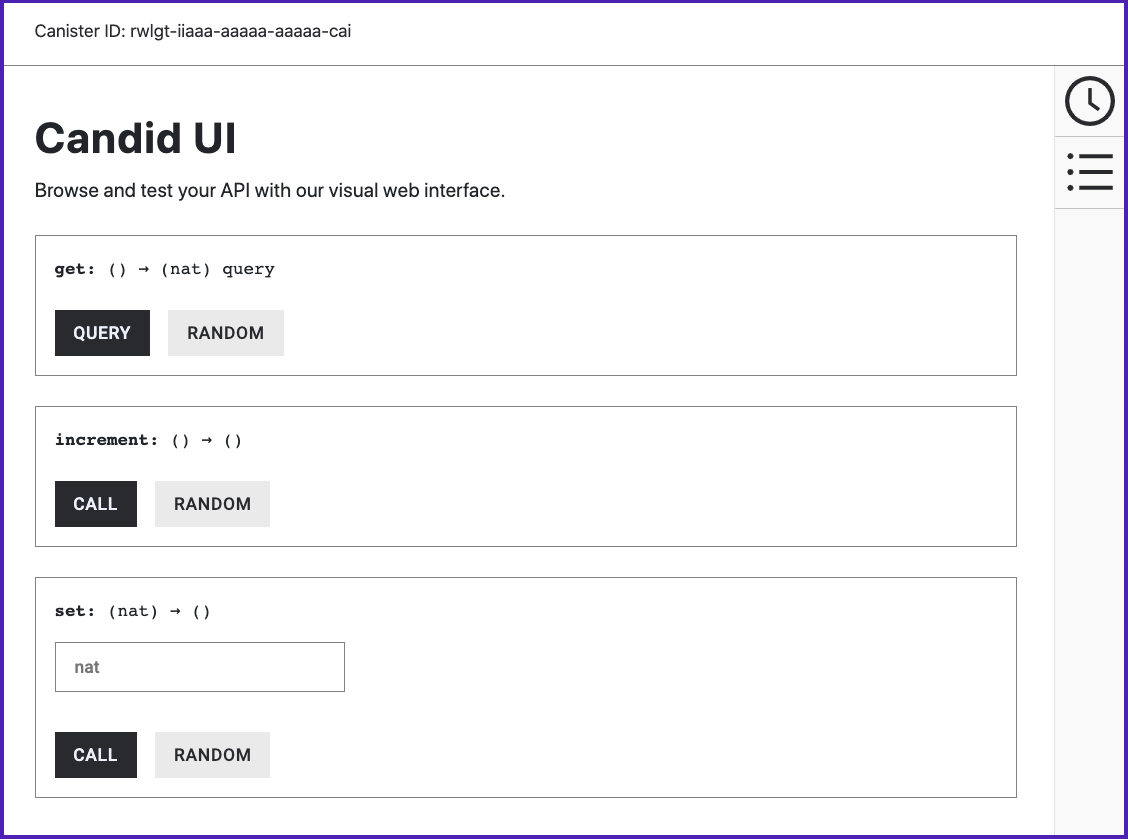 Canister ID: rwlgt-iiaaa-aaaaa-aaaaa-cai
Candid UI
Browse and test your API with our visual web interface.
get: () → (nat) query
QUERY RANDOM
increment: () → ()
CALL RANDOM
set: (nat) → ()
nat
CALL RANDOM